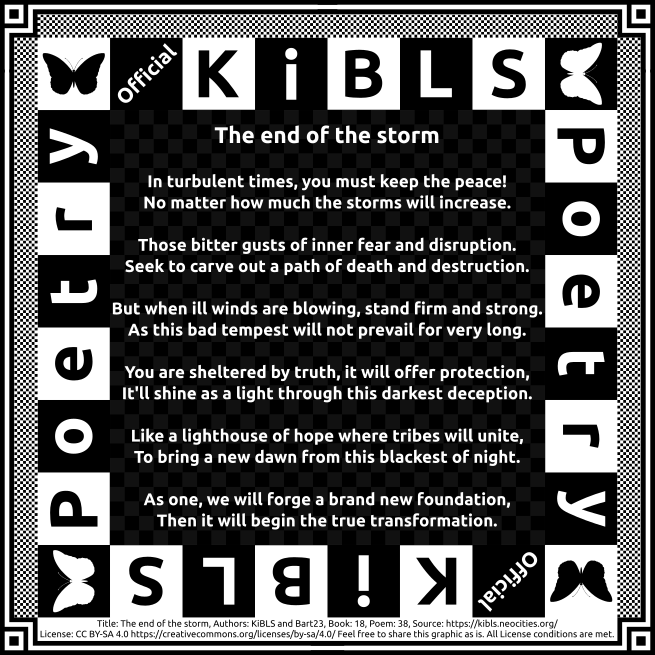 Official KiBLS
Poetry
Poetry
The end of the storm
In turbulent times, you must keep the peace!
No matter how much the storms will increase.
Those bitter gusts of inner fear and disruption.
Seek to carve out a path of death and destruction.
But when ill winds are blowing, stand firm and strong.
As this bad tempest will not prevail for very long.
You are sheltered by truth, it will offer protection,
It'll shine as a light through this darkest deception.
Like a lighthouse of hope where tribes will unite,
To bring a new dawn from this blackest of night.
As one, we will forge a brand new foundation,
Then it will begin the true transformation.
Official KiBLS
Title: The end of the storm, Authors: KiBLS and Bart23, Book: 18, Poem: 38, Source: https://kibls.neocities.org/
License: CC BY-SA 4.0 https://creativecommons.org/licenses/by-sa/4.0/ Feel free to share this graphic as is. All License conditions are met.